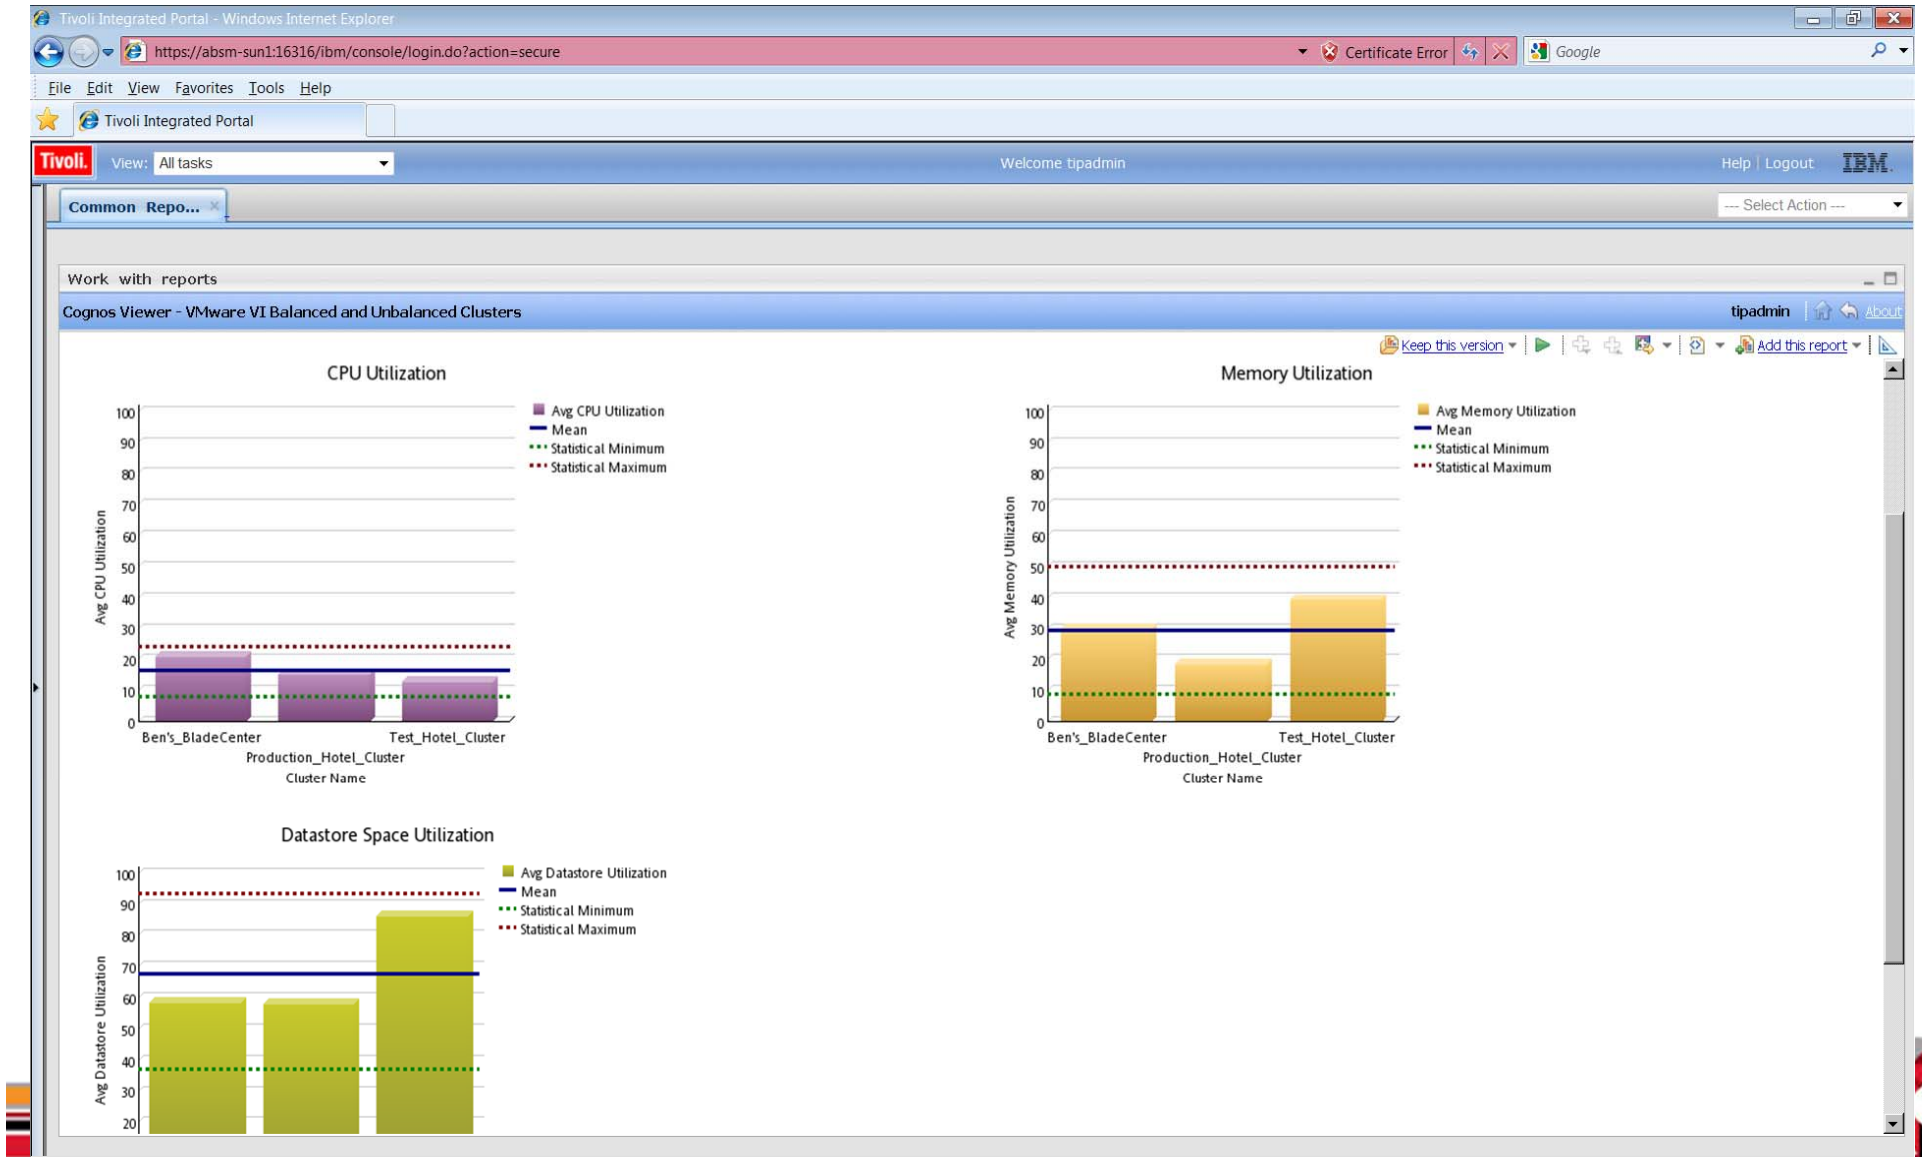 Tivoli Integrated Portal - Windows Internet Explorer
https://absm-sun1:16316/ibm/console/login.do?action=secure
Certificate Error
Google
File Edit View Favorites Tools Help
Tivoli Integrated Portal
Tivoli. View: All tasks
Welcome tipadmin
Help | Logout IBM.
Common Repo...
--- Select Action ---
Work with reports
Cognos Viewer - VMware VI Balanced and Unbalanced Clusters
tipadmin About
Keep this version Add this report
CPU Utilization
Avg CPU Utilization
Mean
Statistical Minimum
Statistical Maximum
100
90
80
70
60
50
40
30
20
10
0
Avg CPU Utilization
Ben's_BladeCenter Test_Hotel_Cluster
Production_Hotel_Cluster
Cluster Name
Memory Utilization
Avg Memory Utilization
Mean
Statistical Minimum
Statistical Maximum
100
90
80
70
60
50
40
30
20
10
0
Avg Memory Utilization
Ben's_BladeCenter Test_Hotel_Cluster
Production_Hotel_Cluster
Cluster Name
Datastore Space Utilization
Avg Datastore Utilization
Mean
Statistical Minimum
Statistical Maximum
100
90
80
70
60
50
40
30
20
Avg Datastore Utilization